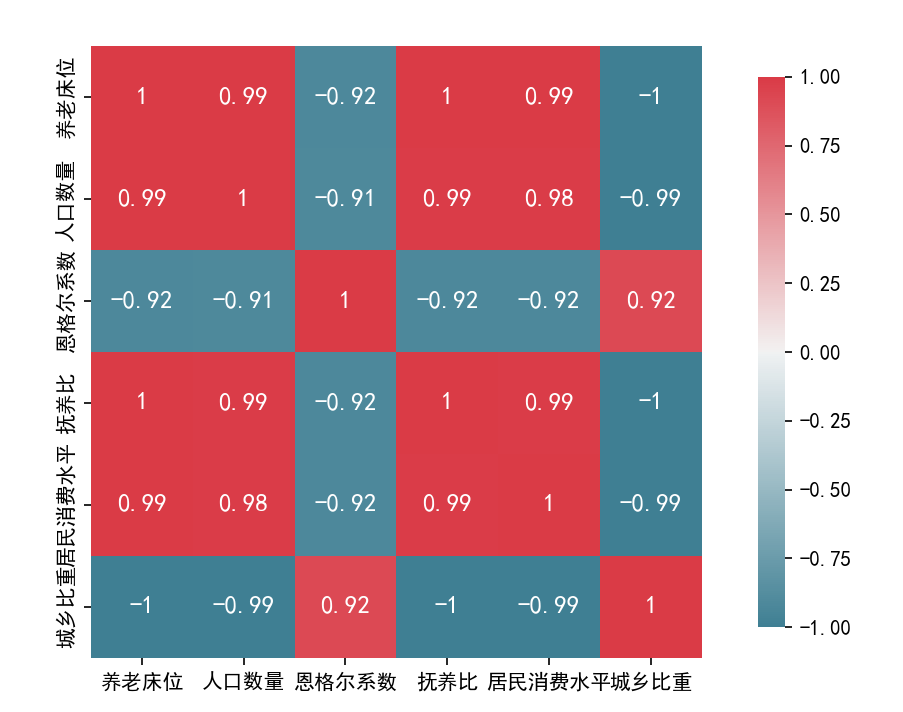 养老床位 1 0.99 −0.92 1 0.99 −1
人口数量 0.99 1 −0.91 0.99 0.98 −0.99
恩格尔系数 −0.92 −0.91 1 −0.92 −0.92 0.92
抚养比 1 0.99 −0.92 1 0.99 −1
居民消费水平 0.99 0.98 −0.92 0.99 1 −0.99
城乡比重 −1 −0.99 0.92 −1 −0.99 1
养老床位 人口数量 恩格尔系数 抚养比 居民消费水平 城乡比重
1.00
0.75
0.50
0.25
0.00
−0.25
−0.50
−0.75
−1.00